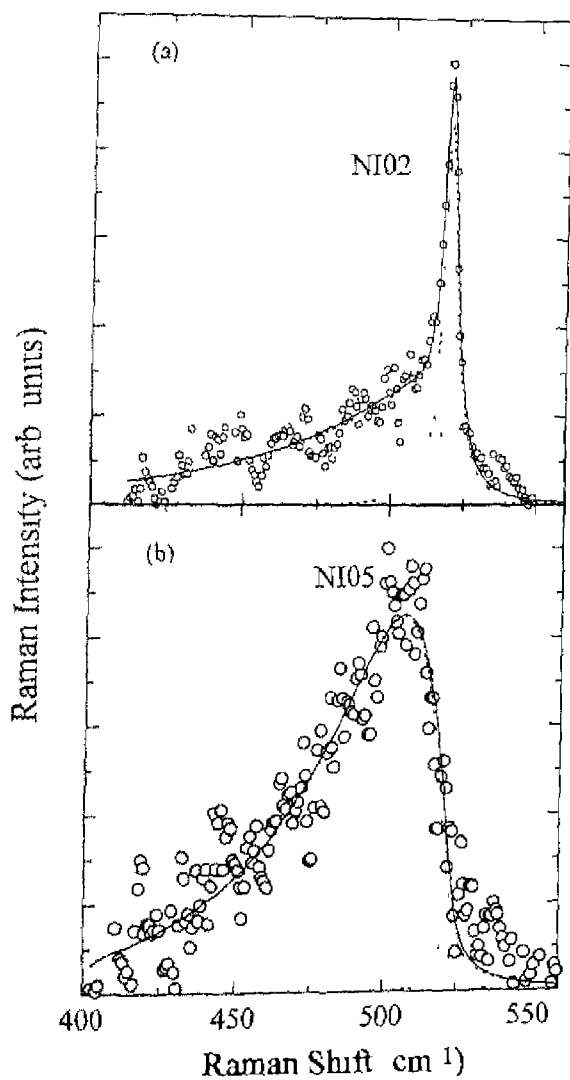 (a)
NI02
(b)
NI05
Raman Intensity (arb units)
400 450 500 550
Raman Shift cm 1)